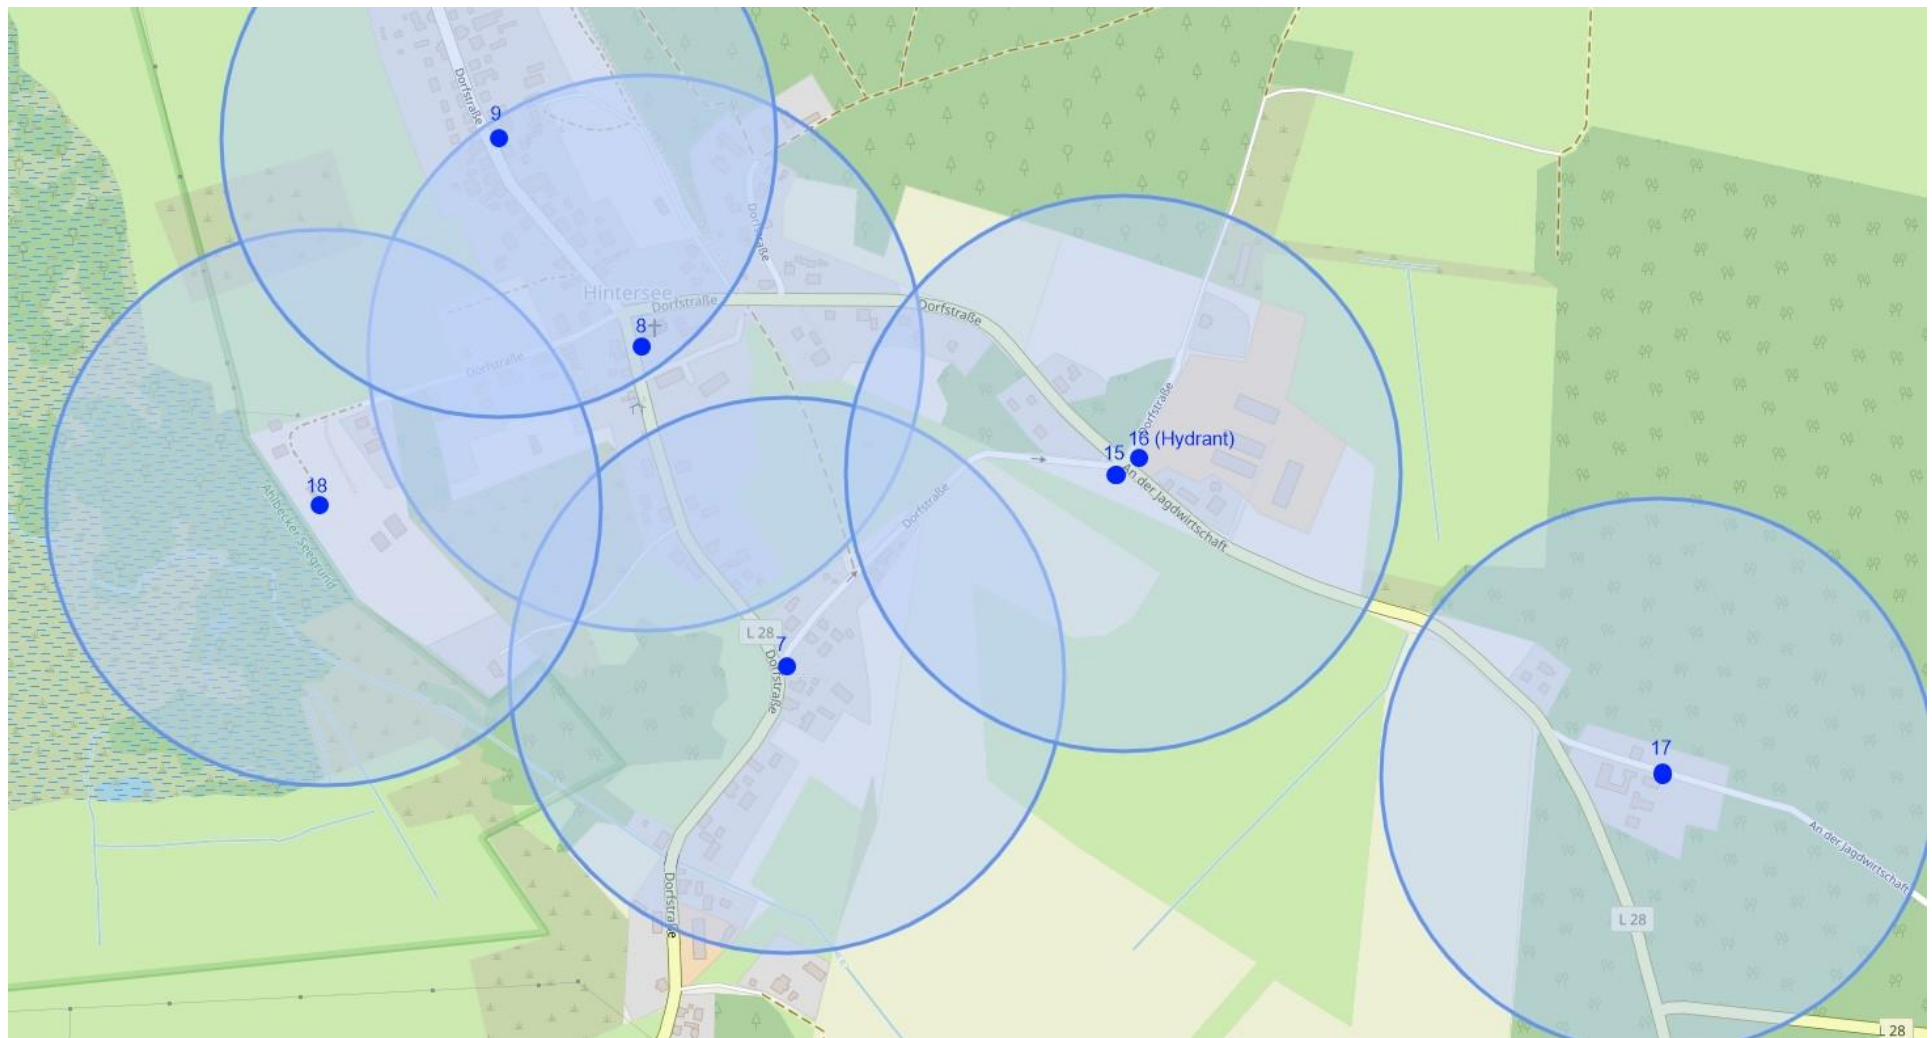 Dorfstraße
9
Dorfstraße
Hintersee
Dorfstraße
Dorfstraße
8
Dorfstraße
Dorfstraße
16 (Hydrant)
15
An der Jagdwirtschaft
18
Ahlbecker Seegrund
Dorfstraße
L 28
7
Dorfstraße
17
An der Jagdwirtschaft
Dorfstraße
L 28
L 28